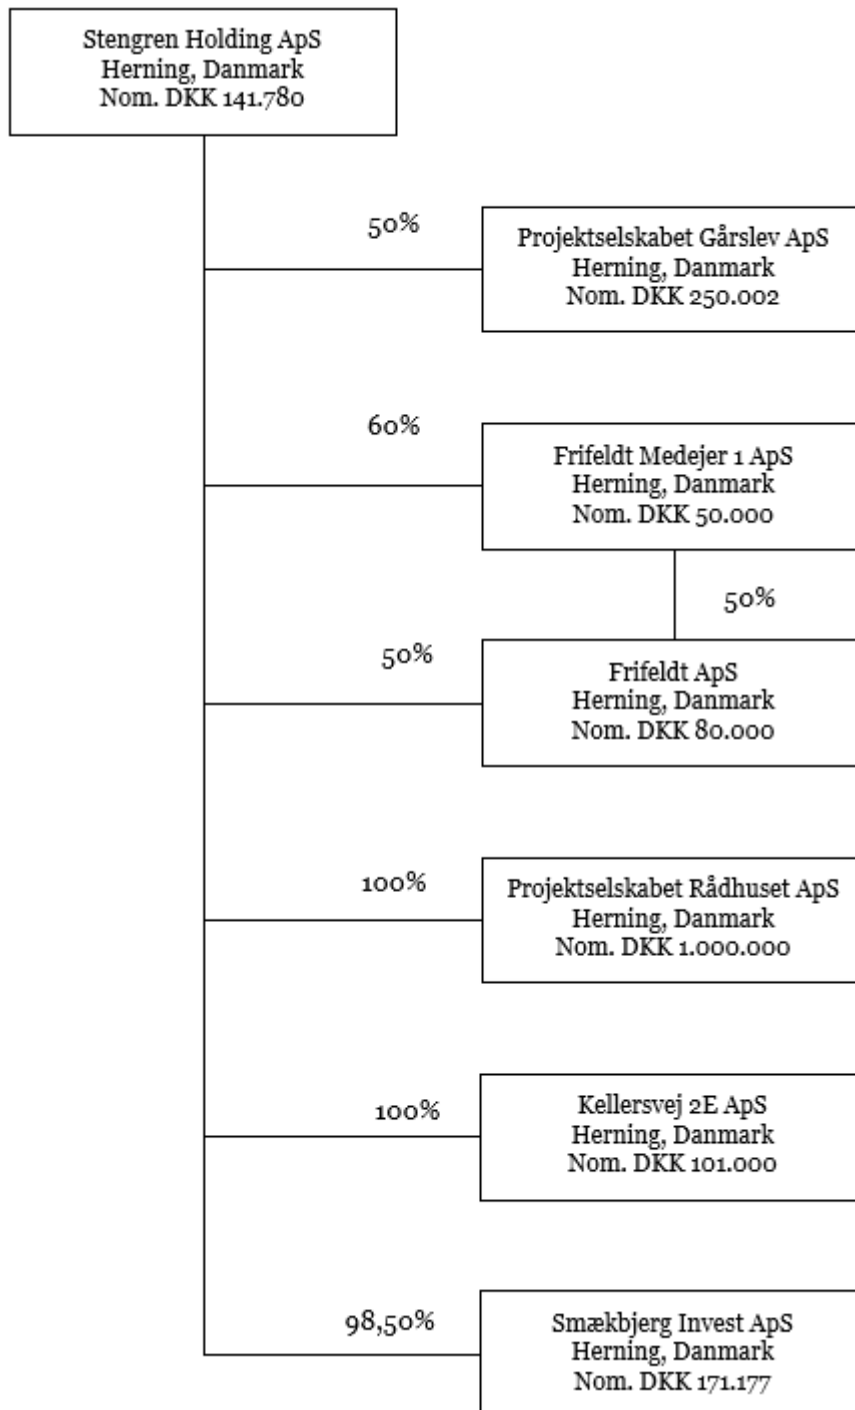 Stengren Holding ApS
Herning, Danmark
Nom. DKK 141.780
50%
Projektselskabet Gårslev ApS
Herning, Danmark
Nom. DKK 250.002
60%
Frifeldt Medejer 1 ApS
Herning, Danmark
Nom. DKK 50.000
50%
50%
Frifeldt ApS
Herning, Danmark
Nom. DKK 80.000
100%
Projektselskabet Rådhuset ApS
Herning, Danmark
Nom. DKK 1.000.000
100%
Kellersvej 2E ApS
Herning, Danmark
Nom. DKK 101.000
98,50%
Smækbjerg Invest ApS
Herning, Danmark
Nom. DKK 171.177